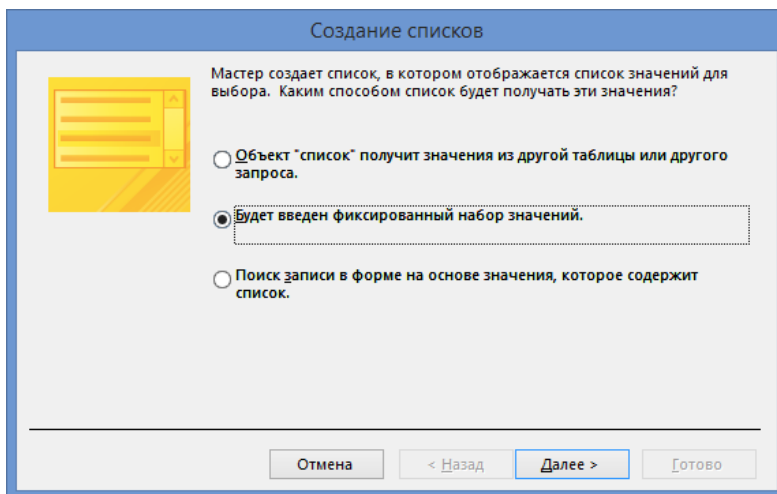 Создание списков
Мастер создает список, в котором отображается список значений для
выбора. Каким способом список будет получать эти значения?
Объект "список" получит значения из другой таблицы или другого
запроса.
Будет введен фиксированный набор значений.
Поиск записи в форме на основе значения, которое содержит
список.
Отмена
< Назад
Далее >
Готово